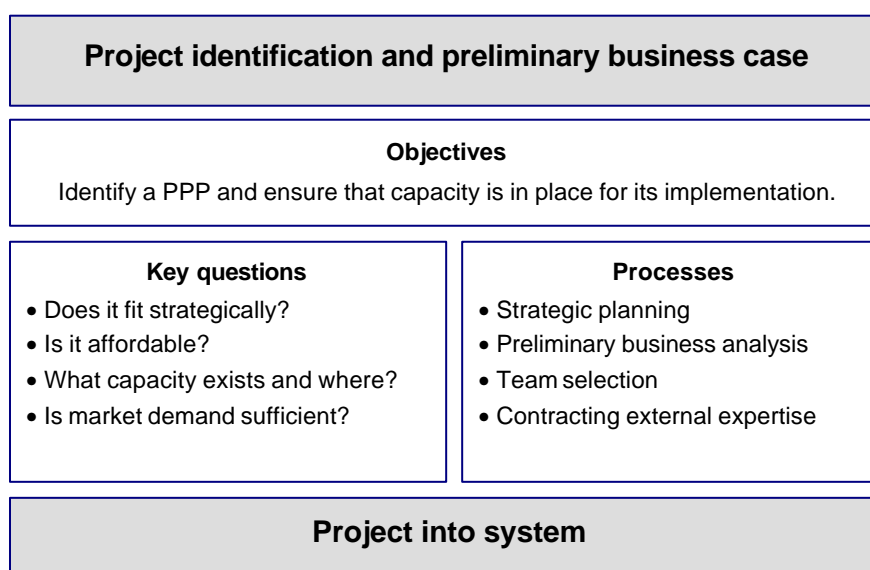 Project identification and preliminary business case
Objectives
Identify a PPP and ensure that capacity is in place for its implementation.
Key questions
• Does it fit strategically?
• Is it affordable?
• What capacity exists and where?
• Is market demand sufficient?
Processes
• Strategic planning
• Preliminary business analysis
• Team selection
• Contracting external expertise
Project into system